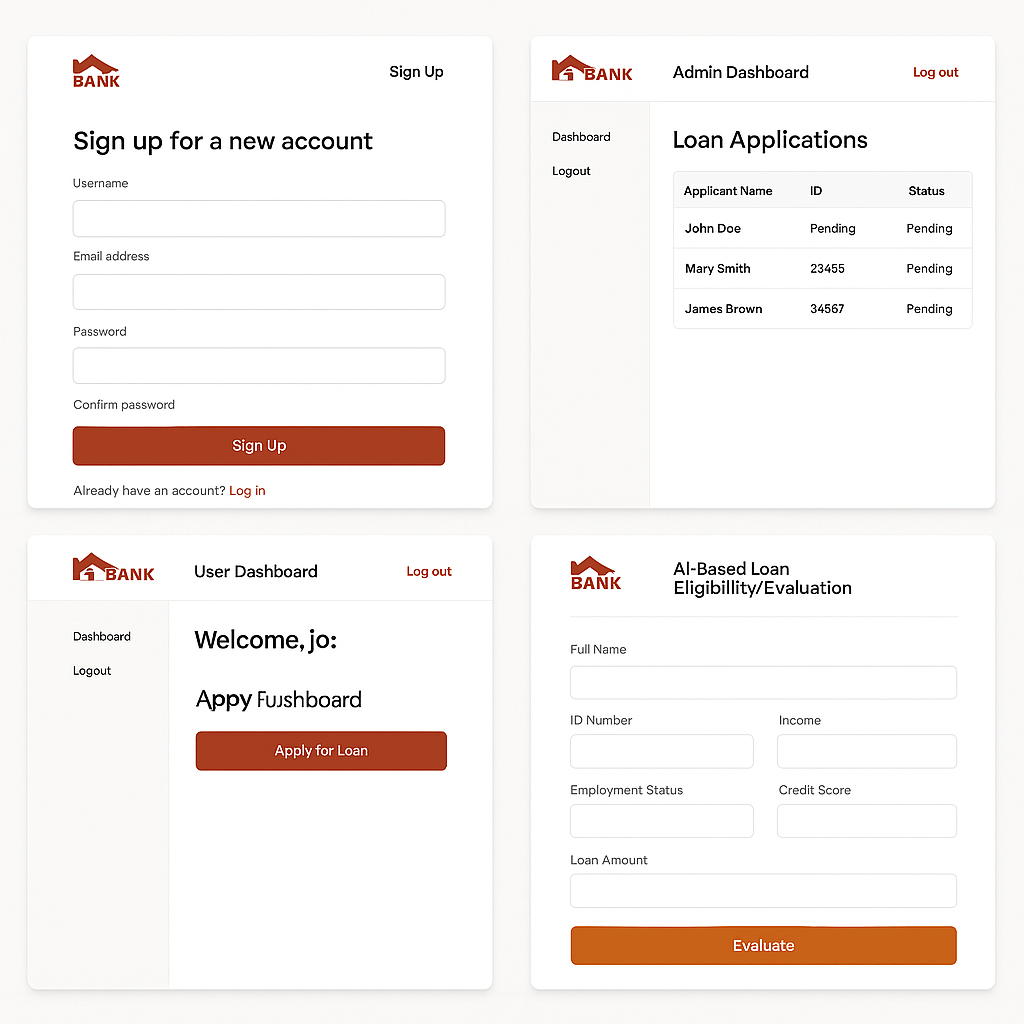 BANK
Sign Up
Sign up for a new account
Username
Email address
Password
Confirm password
Sign Up
Already have an account? Log in
BANK
Admin Dashboard
Log out
Dashboard
Logout
Loan Applications
Applicant Name ID Status
John Doe Pending Pending
Mary Smith 23455 Pending
James Brown 34567 Pending
BANK
User Dashboard
Log out
Dashboard
Logout
Welcome, jo:
Appy Fuushboard
Apply for Loan
BANK
AI-Based Loan
Eligibillity/Evaluation
Full Name
ID Number Income
Employment Status Credit Score
Loan Amount
Evaluate